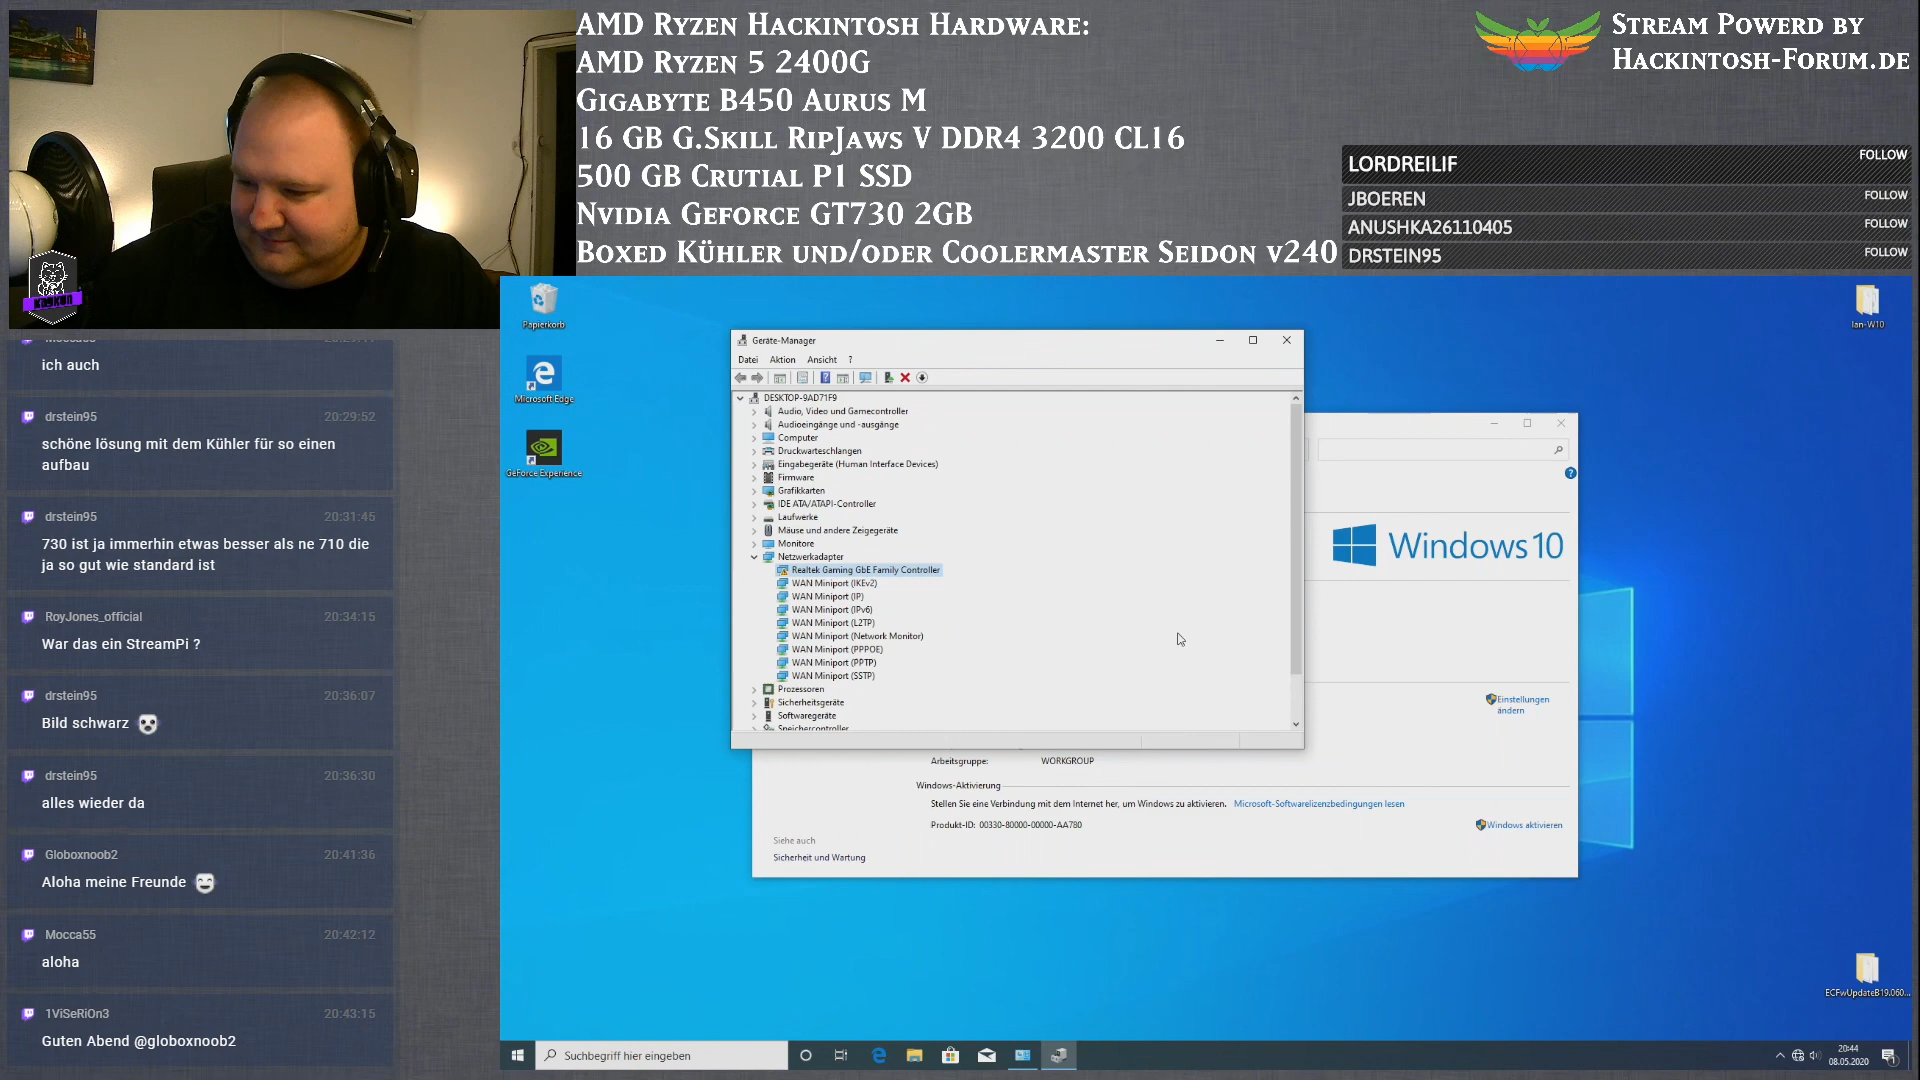 AMD Ryzen Hackintosh Hardware:
AMD Ryzen 5 2400G
Gigabyte B450 Aurus M
16 GB G.Skill RipJaws V DDR4 3200 CL16
500 GB Crutial P1 SSD
Nvidia Geforce GT730 2GB
Boxed Kühler und/oder Coolermaster Seidon v240
Stream Powerd by
Hackintosh-Forum.de
LORDREILIF FOLLOW
JBOEREN FOLLOW
ANUSHKA26110405 FOLLOW
DRSTEIN95 FOLLOW
ich auch
drstein95 20:29:52
schöne lösung mit dem Kühler für so einen
aufbau
drstein95 20:31:45
730 ist ja immerhin etwas besser als ne 710 die
ja so gut wie standard ist
RoyJones_official 20:34:15
War das ein StreamPi ?
drstein95 20:36:07
Bild schwarz
drstein95 20:36:30
alles wieder da
Globoxnoob2 20:41:36
Aloha meine Freunde
Mocca55 20:42:12
aloha
1ViSeRiOn3 20:43:15
Guten Abend @globoxnoob2
Papierkorb
Microsoft Edge
GeForce Experience
lan-W10
ECFwUpdateB19.060...
Geräte-Manager
Datei Aktion Ansicht ?
DESKTOP-9AD71F9
Audio, Video und Gamecontroller
Audioeingänge und -ausgänge
Computer
Druckwarteschlangen
Eingabegeräte (Human Interface Devices)
Firmware
Grafikkarten
IDE ATA/ATAPI-Controller
Laufwerke
Mäuse und andere Zeigegeräte
Monitore
Netzwerkadapter
Realtek Gaming GbE Family Controller
WAN Miniport (IKEv2)
WAN Miniport (IP)
WAN Miniport (IPv6)
WAN Miniport (L2TP)
WAN Miniport (Network Monitor)
WAN Miniport (PPPOE)
WAN Miniport (PPTP)
WAN Miniport (SSTP)
Prozessoren
Sicherheitsgeräte
Softwaregeräte
Speichercontroller
Windows 10
Einstellungen
ändern
Arbeitsgruppe: WORKGROUP
Windows-Aktivierung
Stellen Sie eine Verbindung mit dem Internet her, um Windows zu aktivieren. Microsoft-Softwarelizenzbedingungen lesen
Produkt-ID: 00330-80000-00000-AA780
Windows aktivieren
Siehe auch
Sicherheit und Wartung
Suchbegriff hier eingeben
20:44
08.05.2020